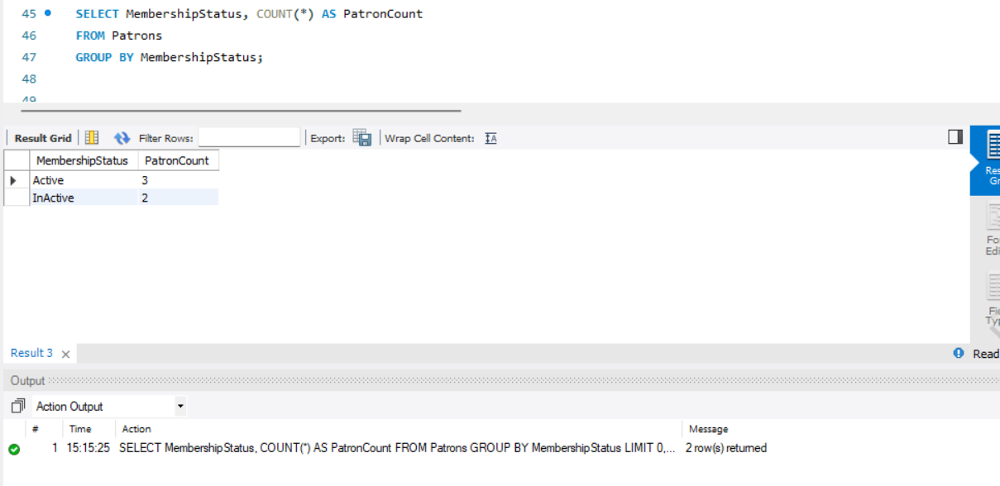 45 SELECT MembershipStatus, COUNT(*) AS PatronCount
46 FROM Patrons
47 GROUP BY MembershipStatus;
48
49
Result Grid Filter Rows: Export: Wrap Cell Content: IA
MembershipStatus PatronCount
Active 3
InActive 2
Res
Gr
For
Edi
Fie
Typ
Result 3 × Read
Output
Action Output
# Time Action Message
1 15:15:25 SELECT MembershipStatus, COUNT(*) AS PatronCount FROM Patrons GROUP BY MembershipStatus LIMIT 0,... 2 row(s) returned